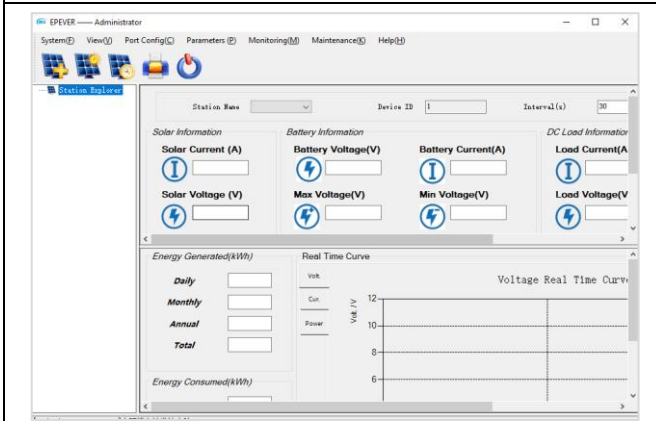 EPEVER —— Administrator
System(F) View(V) Port Config(C) Parameters (P) Monitoring(M) Maintenance(K) Help(H)
Station Explorer
Station Name Device ID 1 Interval(s) 30
Solar Information Battery Information DC Load Information
Solar Current (A) Battery Voltage(V) Battery Current(A) Load Current(A
Solar Voltage (V) Max Voltage(V) Min Voltage(V) Load Voltage(V
Energy Generated(kWh) Real Time Curve
Daily
Monthly
Annual
Total
Volt.
Cur.
Power
Voltage Real Time Curve
Volt./V
12
10
8
6
Energy Consumed(kWh)